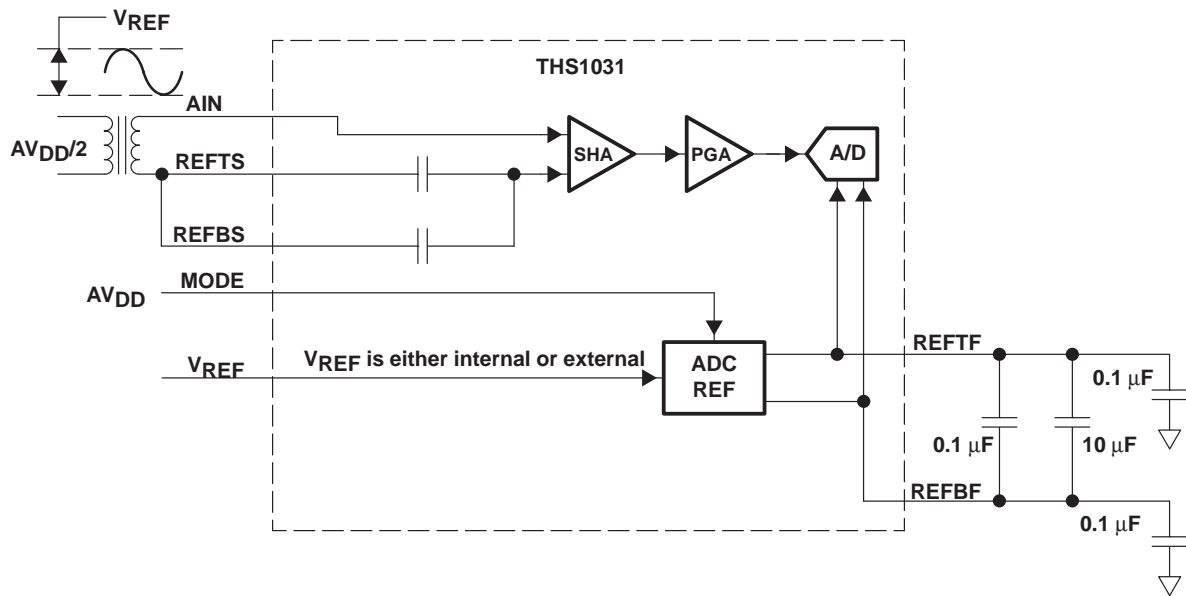 VREF
THS1031
AIN
AVDD/2
SHA
PGA
A/D
REFTS
REFBS
MODE
AVDD
VREF
VREF is either internal or external
ADC
REF
REFTF
0.1 μF
0.1 μF
10 μF
REFBF
0.1 μF